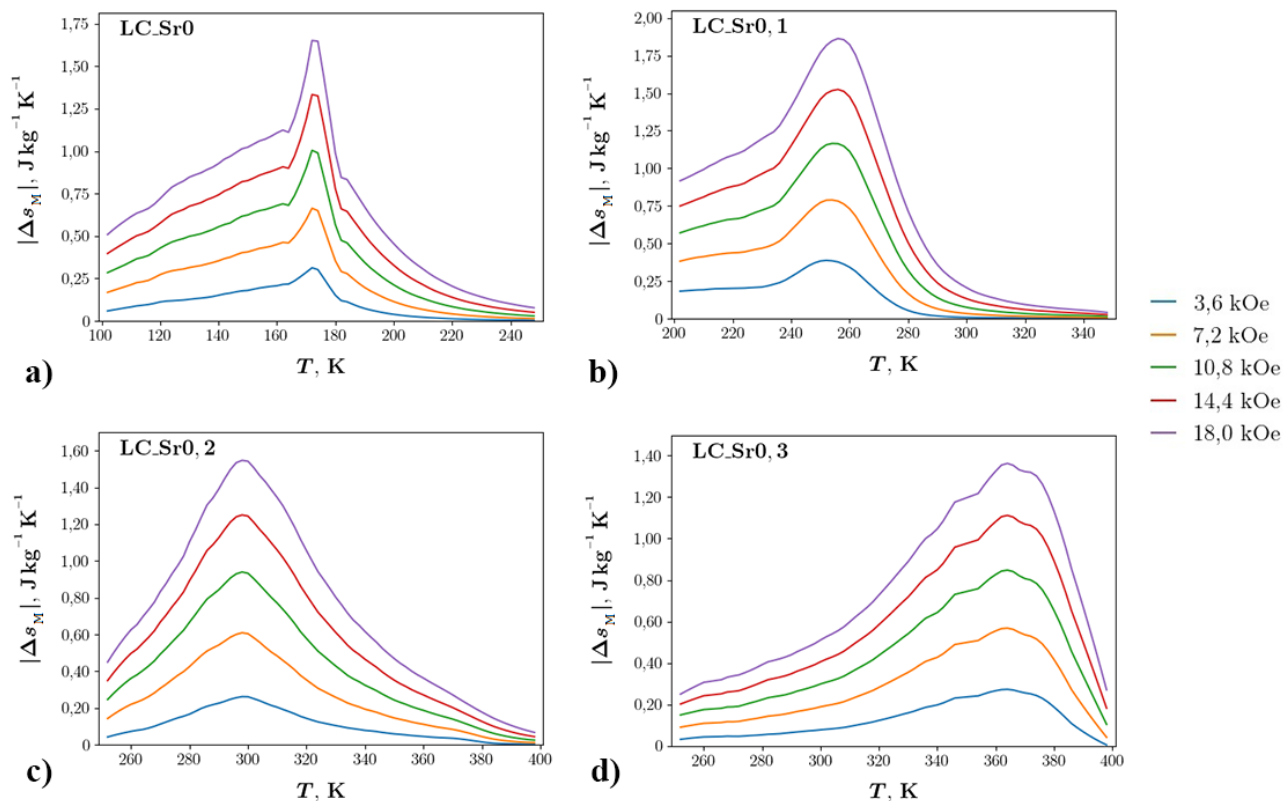 LC_Sr0
1,75
1,50
1,25
1,00
0,75
0,50
0,25
0
|Δs_M|, J kg⁻¹ K⁻¹
100 120 140 160 180 200 220 240
T, K
a)
LC_Sr0,1
2,00
1,75
1,50
1,25
1,00
0,75
0,50
0,25
0
|Δs_M|, J kg⁻¹ K⁻¹
200 220 240 260 280 300 320 340
T, K
b)
3,6 kOe
7,2 kOe
10,8 kOe
14,4 kOe
18,0 kOe
LC_Sr0,2
1,60
1,40
1,20
1,00
0,80
0,60
0,40
0,20
0
|Δs_M|, J kg⁻¹ K⁻¹
260 280 300 320 340 360 380 400
T, K
c)
LC_Sr0,3
1,40
1,20
1,00
0,80
0,60
0,40
0,20
0
|Δs_M|, J kg⁻¹ K⁻¹
260 280 300 320 340 360 380 400
T, K
d)